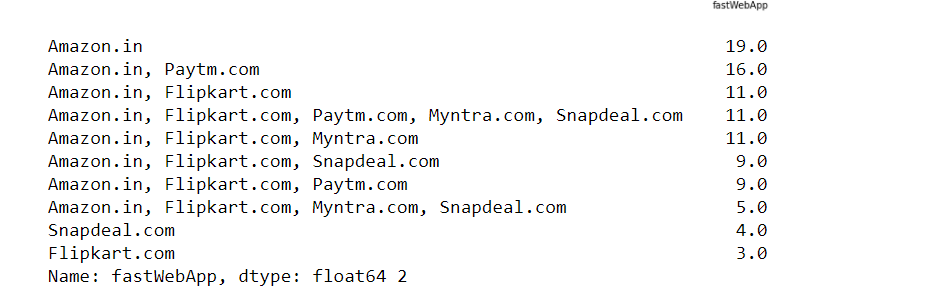 fastWebApp
Amazon.in 19.0
Amazon.in, Paytm.com 16.0
Amazon.in, Flipkart.com 11.0
Amazon.in, Flipkart.com, Paytm.com, Myntra.com, Snapdeal.com 11.0
Amazon.in, Flipkart.com, Myntra.com 11.0
Amazon.in, Flipkart.com, Snapdeal.com 9.0
Amazon.in, Flipkart.com, Paytm.com 9.0
Amazon.in, Flipkart.com, Myntra.com, Snapdeal.com 5.0
Snapdeal.com 4.0
Flipkart.com 3.0
Name: fastWebApp, dtype: float64 2